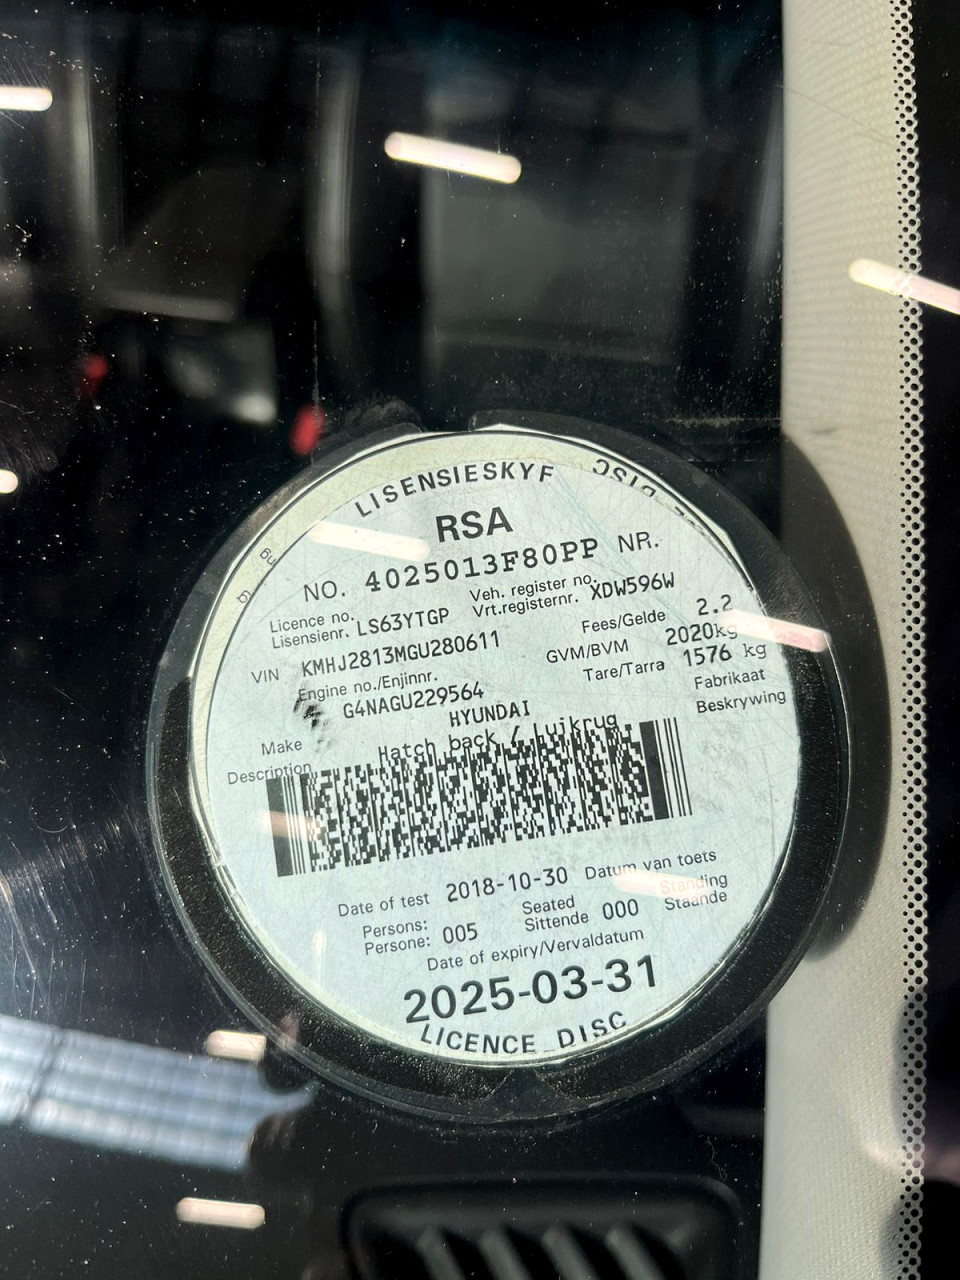 LISENSIESKYF
DISC
RSA
NO. 4025013F80PP NR.
Licence no. Veh. register no.
Lisensienr. LS63YTGP Vrt.registernr. XDW596W
Fees/Gelde 2.2
VIN KMHJ2813MGU280611 GVM/BVM 2020kg
Engine no./Enjinnr. Tare/Tarra 1576 kg
G4NAGU229564 Fabrikaat
Make HYUNDAI Beskrywing
Description Hatch back / Luikrug
Date of test 2018-10-30 Datum van toets
Persons: Seated Standing
Persone: 005 Sittende 000 Staande
Date of expiry/Vervaldatum
2025-03-31
LICENCE DISC